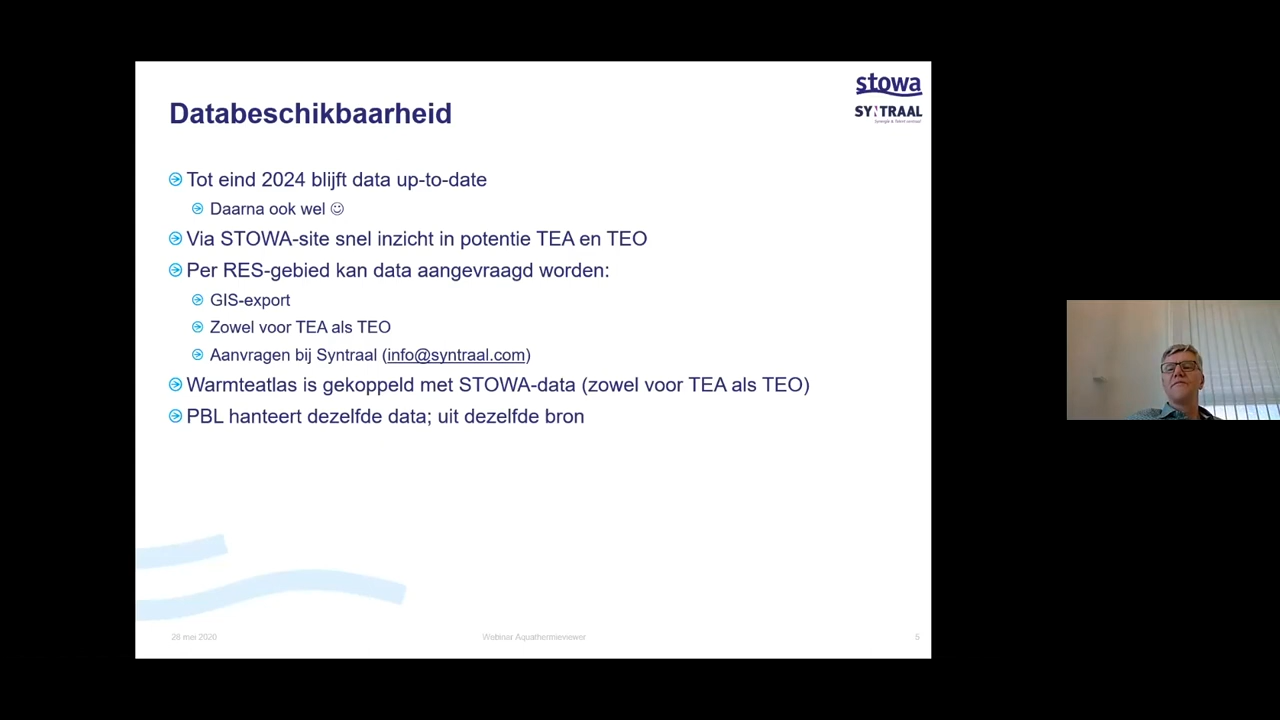 stowa
SYNTRAAL
Databeschikbaarheid
Tot eind 2024 blijft data up-to-date
Daarna ook wel ☺
Via STOWA-site snel inzicht in potentie TEA en TEO
Per RES-gebied kan data aangevraagd worden:
GIS-export
Zowel voor TEA als TEO
Aanvragen bij Syntraal (info@syntraal.com)
Warmteatlas is gekoppeld met STOWA-data (zowel voor TEA als TEO)
PBL hanteert dezelfde data; uit dezelfde bron
28 mei 2020
Webinar Aquathermieviewer
5